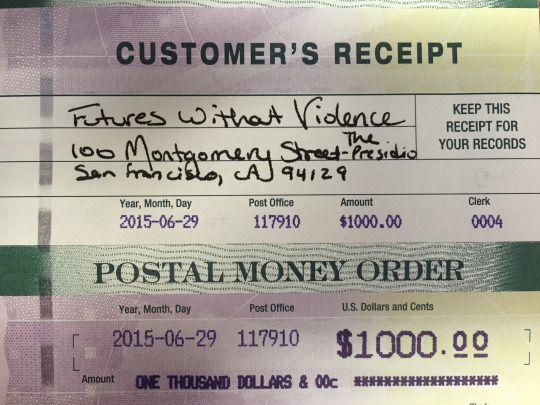 CUSTOMER'S RECEIPT
Futures Without Violence
KEEP THIS
RECEIPT FOR
YOUR RECORDS
100 Montgomery Street-The Presidio
San Francisco, CA 94129
Year, Month, Day Post Office Amount Clerk
2015-06-29 117910 $1000.00 0004
POSTAL MONEY ORDER
Year, Month, Day Post Office U.S. Dollars and Cents
2015-06-29 117910 $1000.00
Amount ONE THOUSAND DOLLARS & 00c ********************